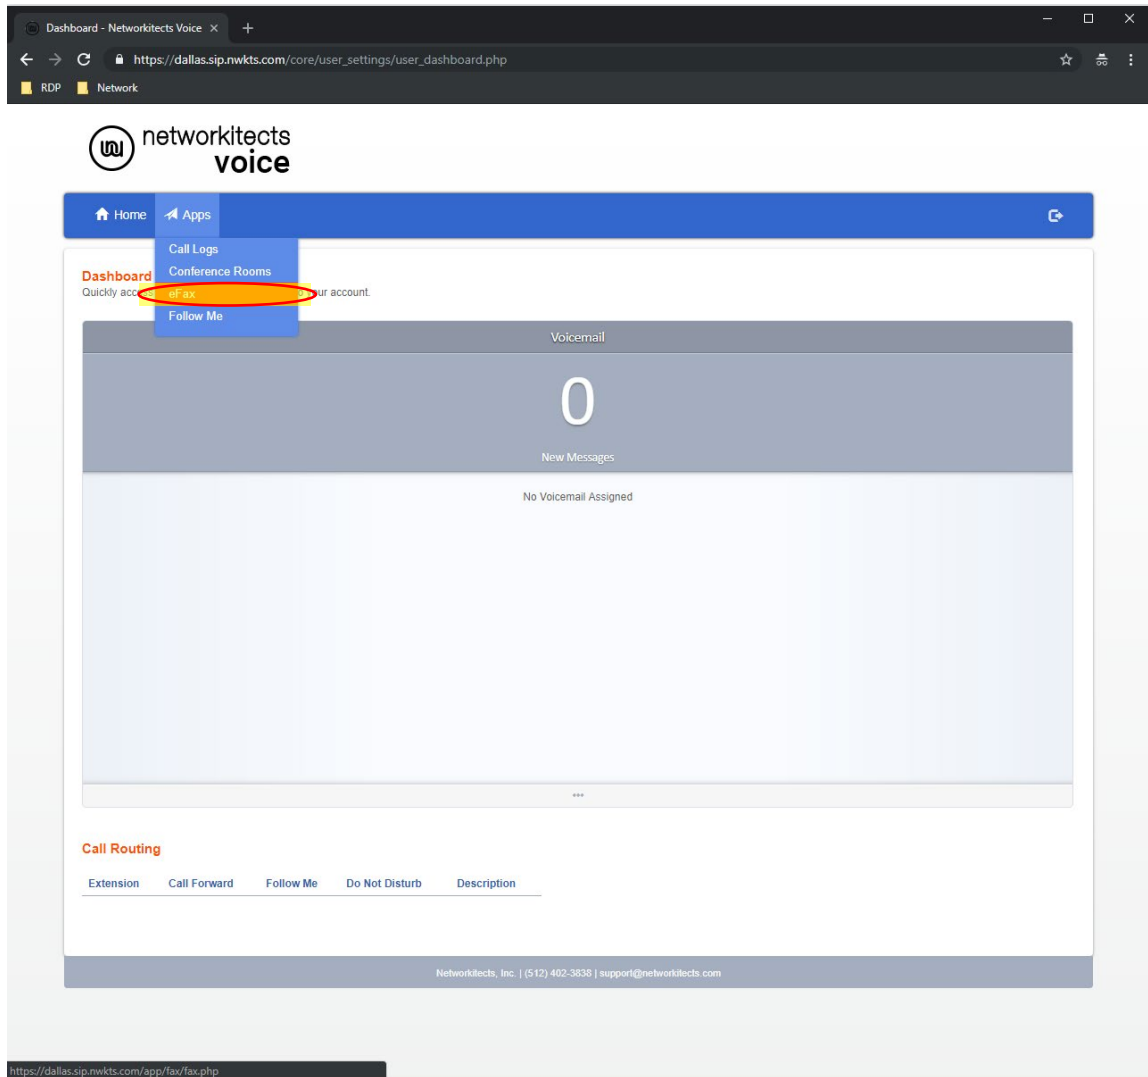 Dashboard - Networkitects Voice
https://dallas.sip.nwkts.com/core/user_settings/user_dashboard.php
RDP Network
networkitects
voice
Home Apps
Call Logs
Conference Rooms
eFax
Follow Me
Dashboard
Quickly access your account.
Voicemail
0
New Messages
No Voicemail Assigned
Call Routing
Extension Call Forward Follow Me Do Not Disturb Description
Networkitects, Inc. | (512) 402-3838 | support@networkitects.com
https://dallas.sip.nwkts.com/app/fax/fax.php